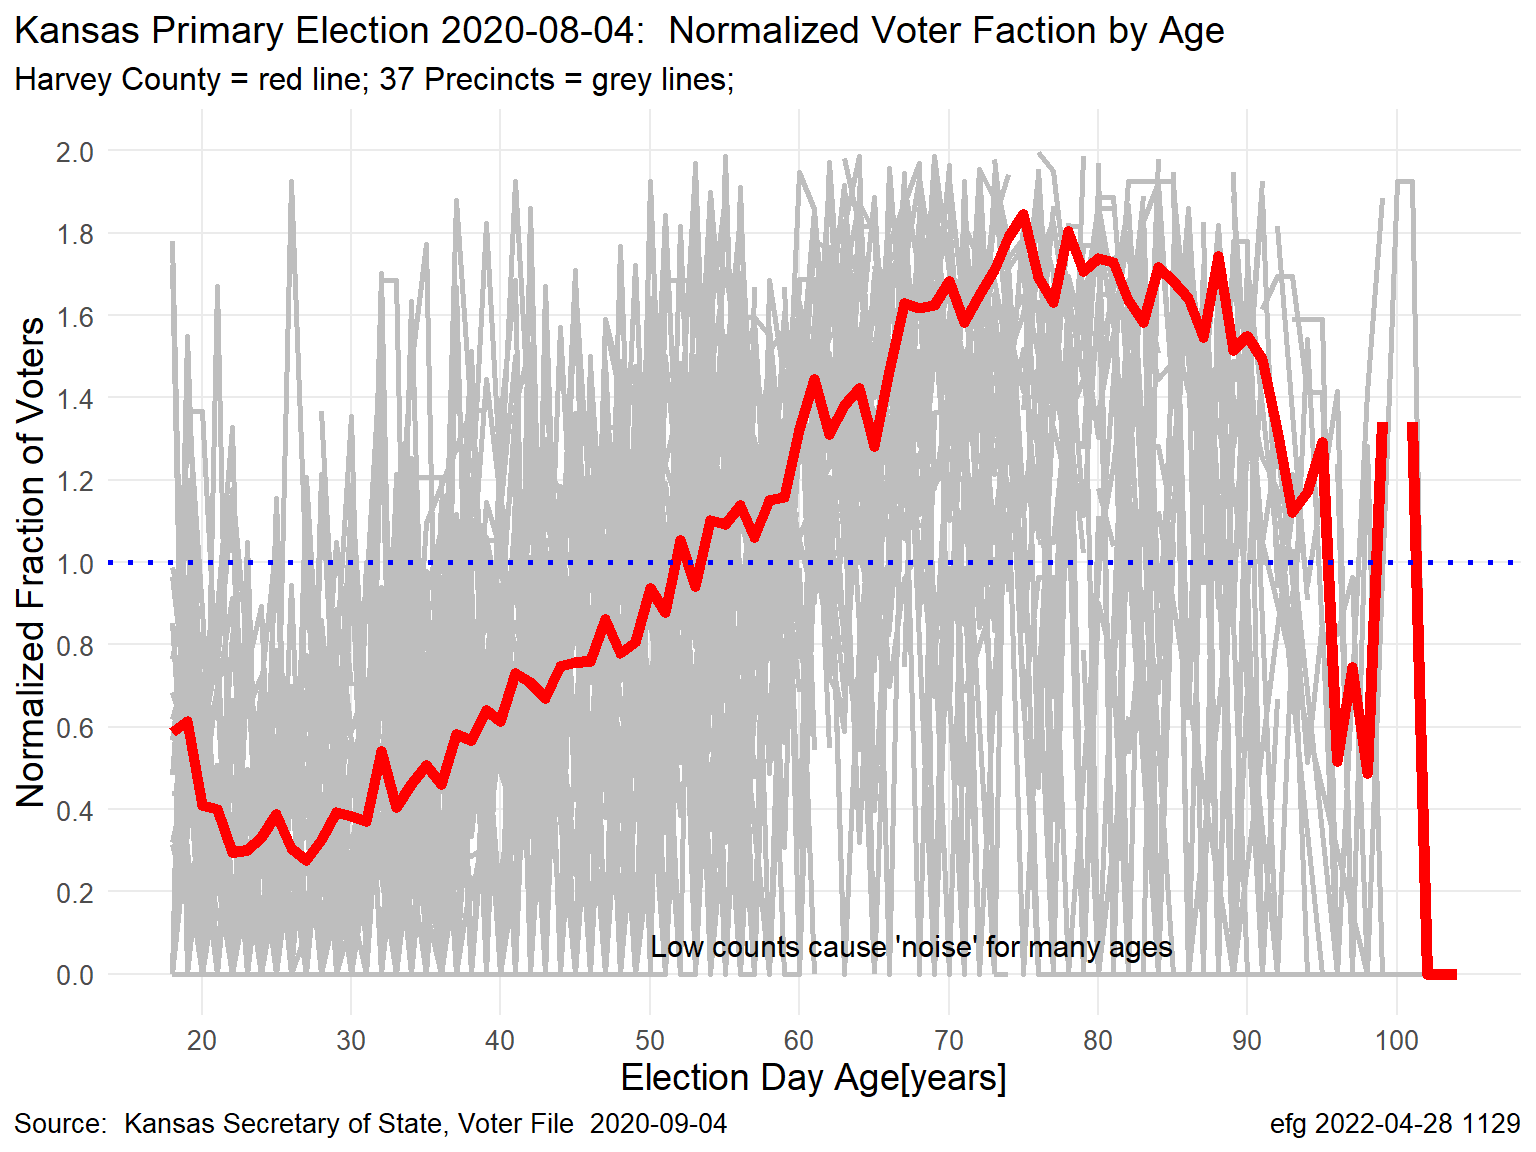 Kansas Primary Election 2020-08-04:  Normalized Voter Faction by Age
Harvey County = red line; 37 Precincts = grey lines;
Normalized Fraction of Voters
2.0
1.8
1.6
1.4
1.2
1.0
0.8
0.6
0.4
0.2
0.0
Low counts cause 'noise' for many ages
20 30 40 50 60 70 80 90 100
Election Day Age[years]
Source:  Kansas Secretary of State, Voter File  2020-09-04
efg 2022-04-28 1129